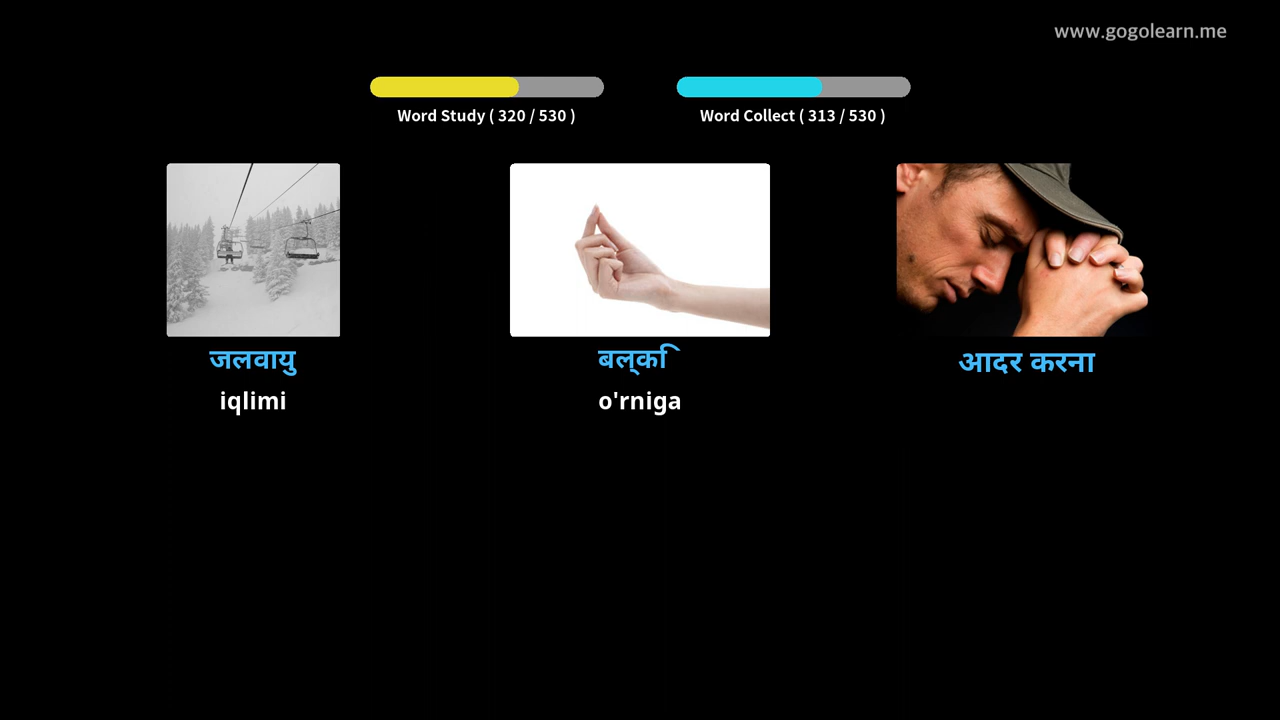 www.gogolearn.me
Word Study ( 320 / 530 )
Word Collect ( 313 / 530 )
जलवायु
iqlimi
बल्कि
o'rniga
आदर करना